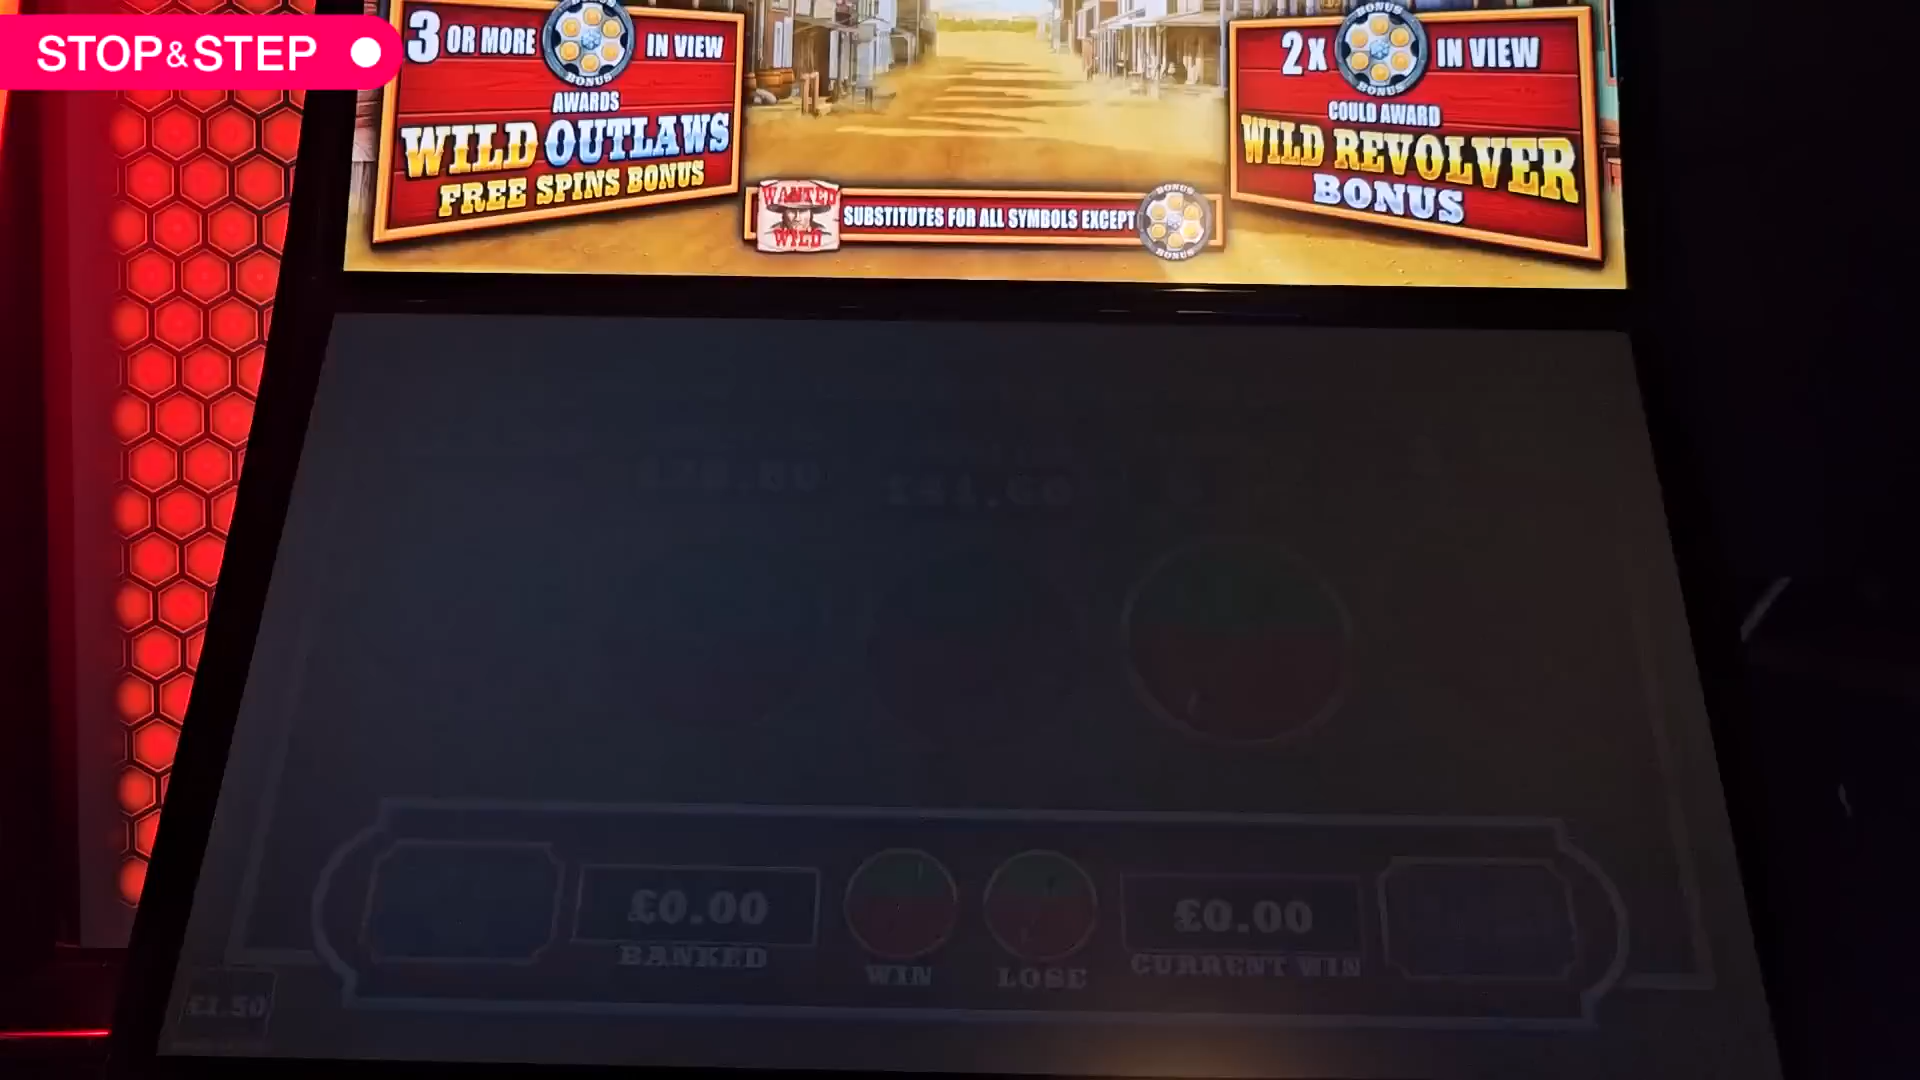 STOP&STEP
3 OR MORE BONUS IN VIEW
AWARDS
WILD OUTLAWS
FREE SPINS BONUS
2X BONUS IN VIEW
COULD AWARD
WILD REVOLVER
BONUS
WANTED
WILD
SUBSTITUTES FOR ALL SYMBOLS EXCEPT
BONUS
BONUS
£0.00
BANKED
WIN
LOSE
£0.00
CURRENT WIN
£1.50